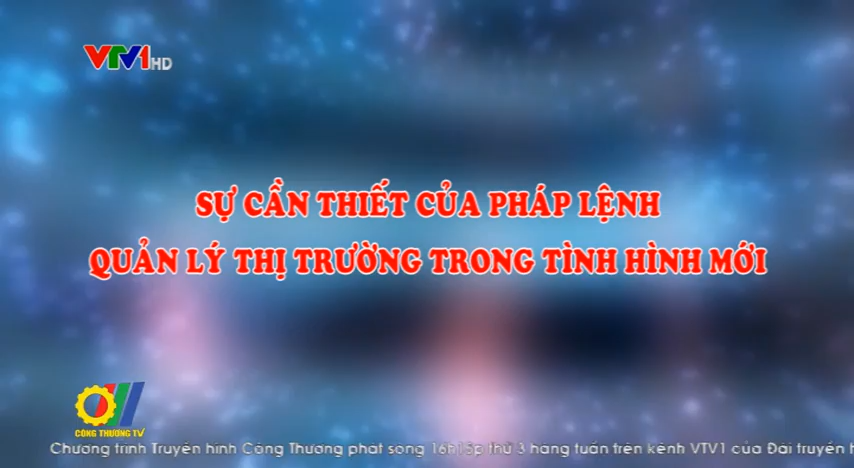 VTV1 HD
SỰ CẦN THIẾT CỦA PHÁP LỆNH
QUẢN LÝ THỊ TRƯỜNG TRONG TÌNH HÌNH MỚI
CÔNG THƯƠNG TV
Chương trình Truyền hình Công Thương phát sóng 16h15p thứ 3 hàng tuần trên kênh VTV1 của Đài truyền h